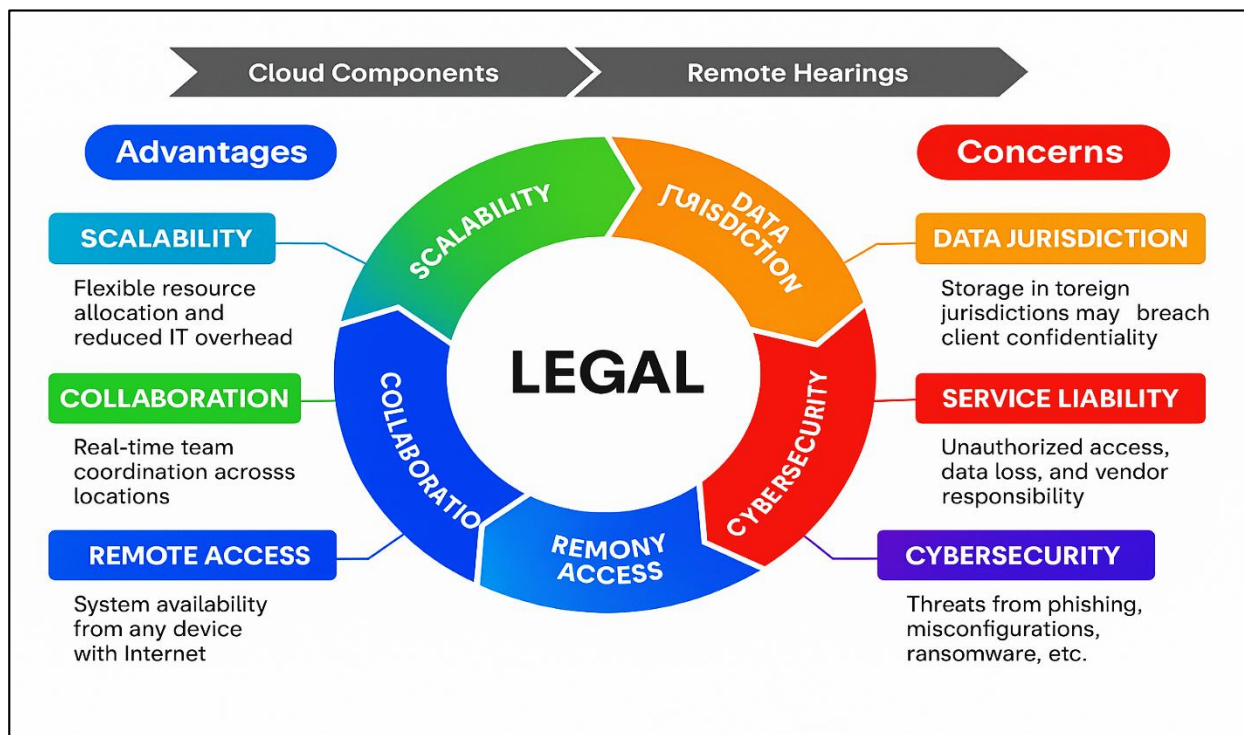 Cloud Components
Remote Hearings
Advantages
Concerns
SCALABILITY
Flexible resource
allocation and
reduced IT overhead
COLLABORATION
Real-time team
coordination acrosss
locations
REMOTE ACCESS
System availability
from any device
with Internet
SCALABILITY
DATA
JURISDICTION
COLLABORATIO
LEGAL
CYBERSECURITY
REMONY
ACCESS
DATA JURISDICTION
Storage in toreign
jurisdictions may breach
client confidentiality
SERVICE LIABILITY
Unauthorized access,
data loss, and vendor
responsibility
CYBERSECURITY
Threats from phishing,
misconfigurations,
ransomware, etc.